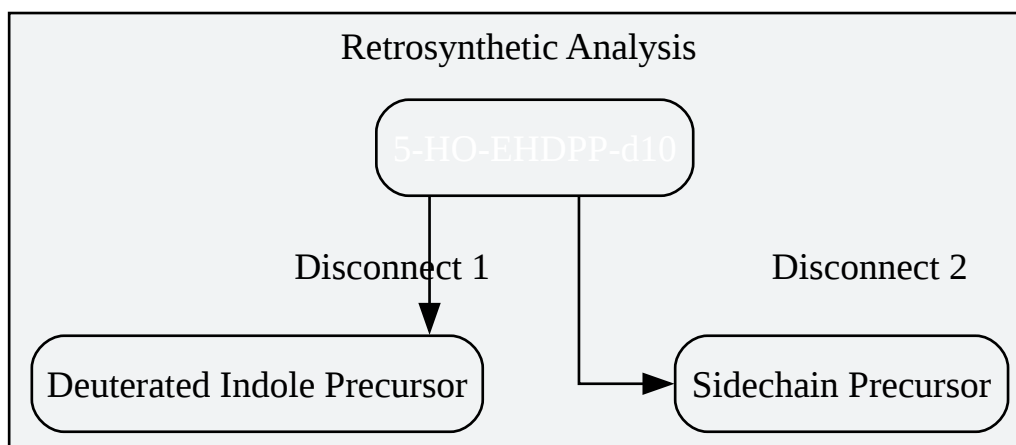 Retrosynthetic Analysis
5-HO-EHDPP-d10
Disconnect 1
Disconnect 2
Deuterated Indole Precursor
Sidechain Precursor